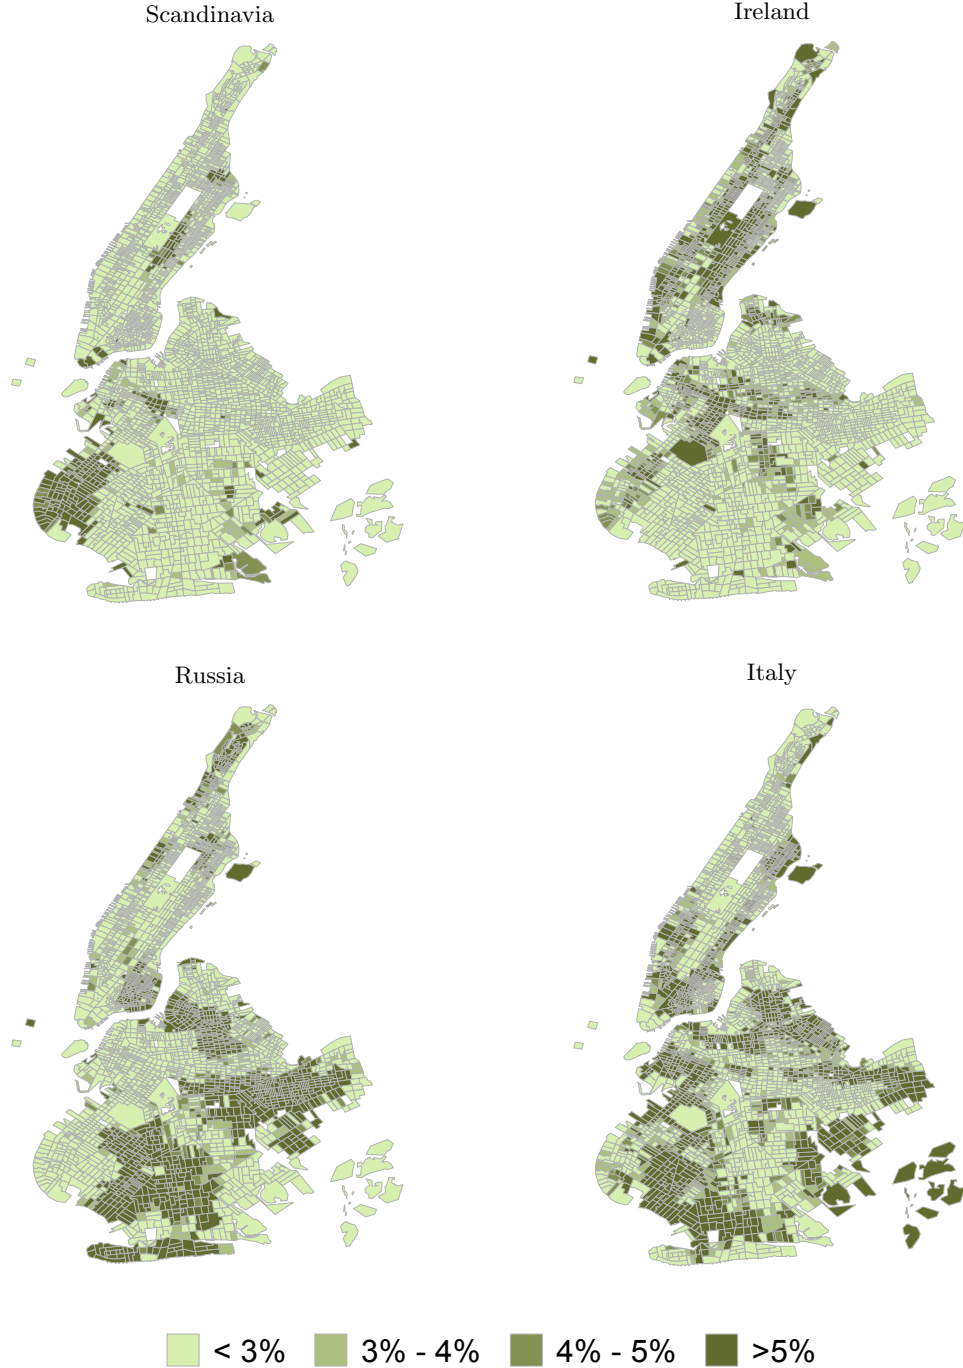 Scandinavia
Ireland
Russia
Italy
< 3%
3% - 4%
4% - 5%
>5%